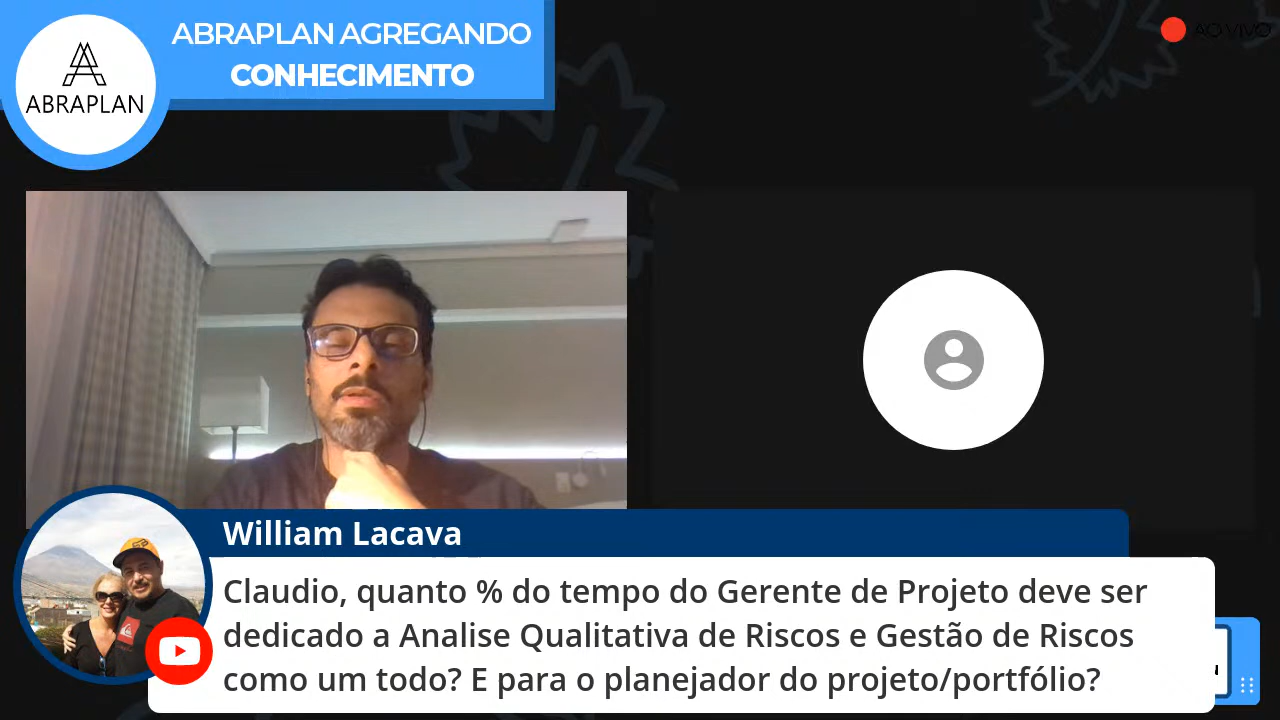 ABRAPLAN AGREGANDO
CONHECIMENTO
ABRAPLAN
AO VIVO
William Lacava
Claudio, quanto % do tempo do Gerente de Projeto deve ser
dedicado a Analise Qualitativa de Riscos e Gestão de Riscos
como um todo? E para o planejador do projeto/portfólio?